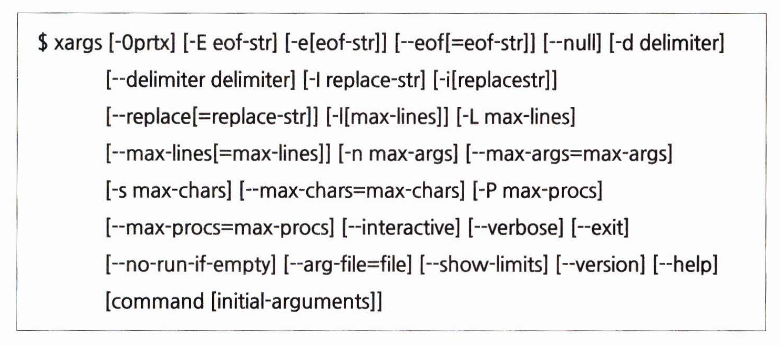 $ xargs [-0prtx] [-E eof-str] [-e[eof-str]] [--eof[=eof-str]] [--null] [-d delimiter]
[--delimiter delimiter] [-I replace-str] [-i[replacestr]]
[--replace[=replace-str]] [-l[max-lines]] [-L max-lines]
[--max-lines[=max-lines]] [-n max-args] [--max-args=max-args]
[-s max-chars] [--max-chars=max-chars] [-P max-procs]
[--max-procs=max-procs] [--interactive] [--verbose] [--exit]
[--no-run-if-empty] [--arg-file=file] [--show-limits] [--version] [--help]
[command [initial-arguments]]